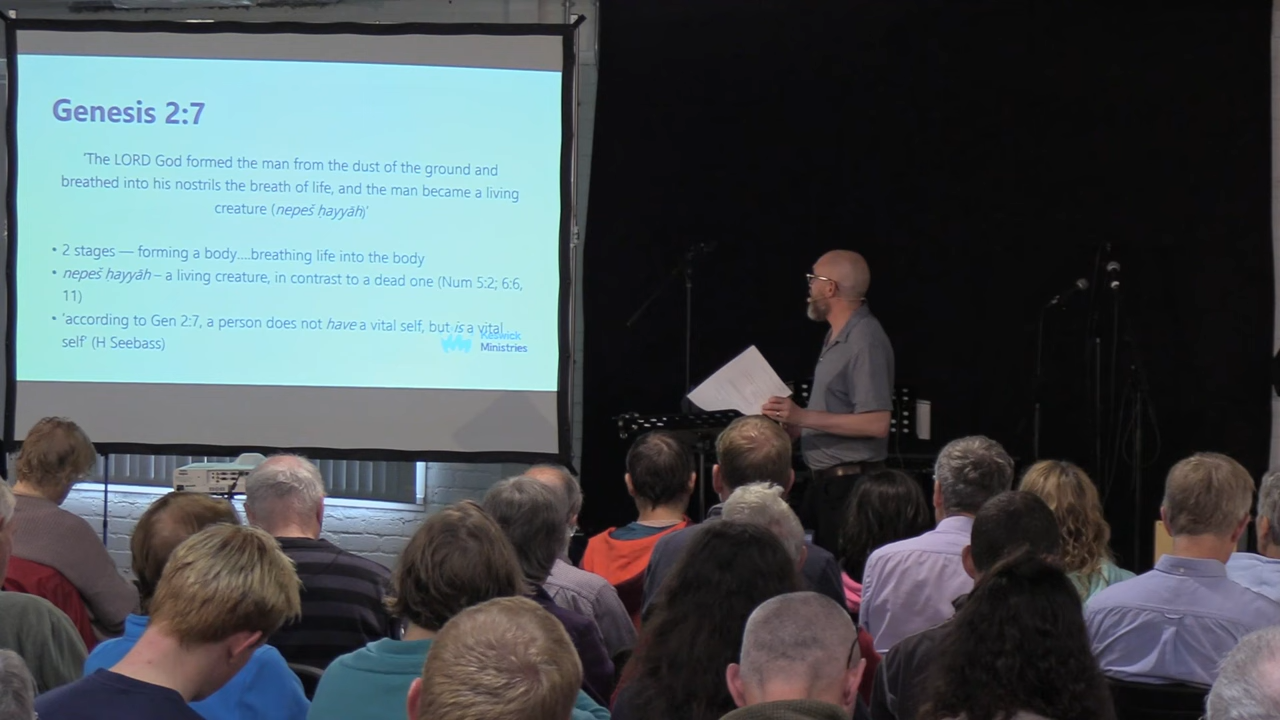 Genesis 2:7
'The LORD God formed the man from the dust of the ground and
breathed into his nostrils the breath of life, and the man became a living
creature (nepeš ḥayyāh)'
• 2 stages — forming a body....breathing life into the body
• nepeš ḥayyāh – a living creature, in contrast to a dead one (Num 5:2; 6:6,
11)
• 'according to Gen 2:7, a person does not have a vital self, but is a vital
self' (H Seebass)
Keswick
Ministries